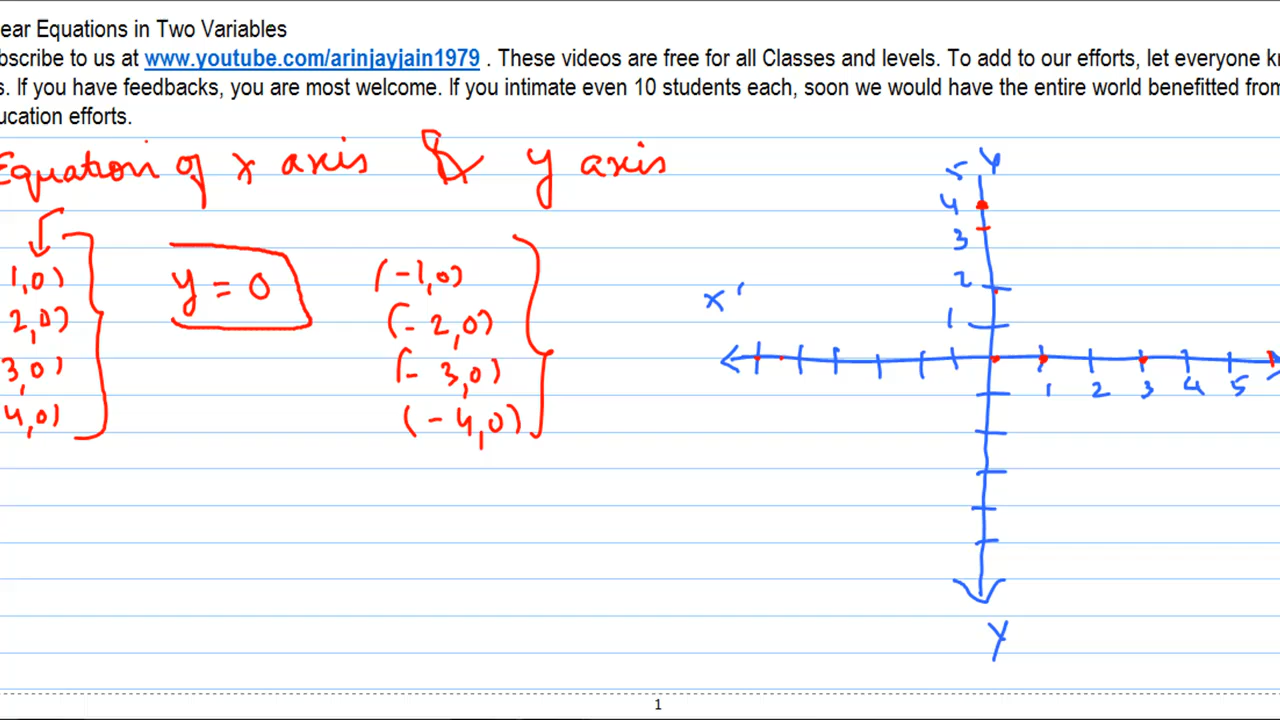 ear Equations in Two Variables
bscribe to us at www.youtube.com/arinjayjain1979 . These videos are free for all Classes and levels. To add to our efforts, let everyone kn
s. If you have feedbacks, you are most welcome. If you intimate even 10 students each, soon we would have the entire world benefitted from
ucation efforts.
Equation of x axis & y axis
1,0)
2,0)
3,0)
4,0)
y = 0
(-1,0)
(-2,0)
(-3,0)
(-4,0)
Y
5
4
3
2
1
X'
1 2 3 4 5
Y
1